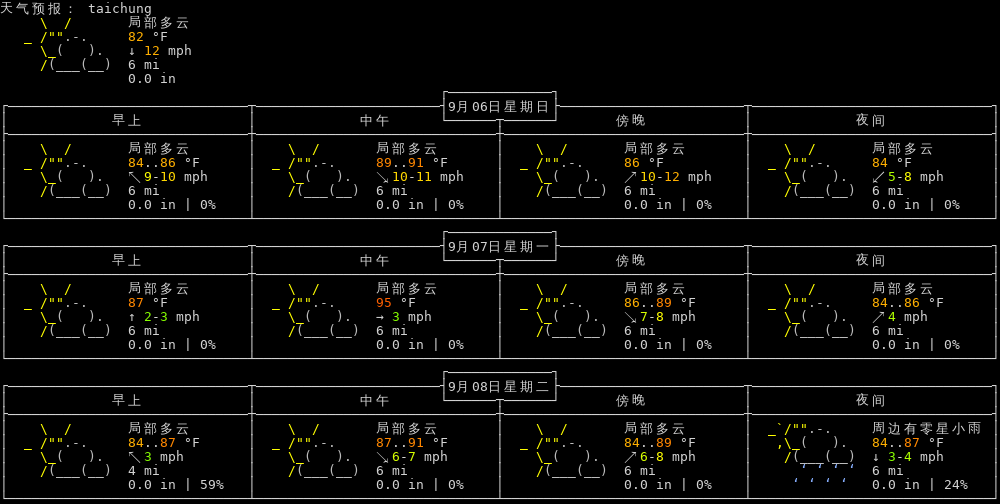 天气预报： taichung
局部多云
82 °F
↓ 12 mph
6 mi
0.0 in
9月06日星期日
早上 中午 傍晚 夜间
局部多云 局部多云 局部多云 局部多云
84..86 °F 89..91 °F 86 °F 84 °F
↖ 9-10 mph ↘ 10-11 mph ↗ 10-12 mph ↙ 5-8 mph
6 mi 6 mi 6 mi 6 mi
0.0 in | 0% 0.0 in | 0% 0.0 in | 0% 0.0 in | 0%
9月07日星期一
早上 中午 傍晚 夜间
局部多云 局部多云 局部多云 局部多云
87 °F 95 °F 86..89 °F 84..86 °F
↑ 2-3 mph → 3 mph ↘ 7-8 mph ↗ 4 mph
6 mi 6 mi 6 mi 6 mi
0.0 in | 0% 0.0 in | 0% 0.0 in | 0% 0.0 in | 0%
9月08日星期二
早上 中午 傍晚 夜间
局部多云 局部多云 局部多云 周边有零星小雨
84..87 °F 87..91 °F 84..89 °F 84..87 °F
↖ 3 mph ↘ 6-7 mph ↗ 6-8 mph ↓ 3-4 mph
4 mi 6 mi 6 mi 6 mi
0.0 in | 59% 0.0 in | 0% 0.0 in | 0% 0.0 in | 24%